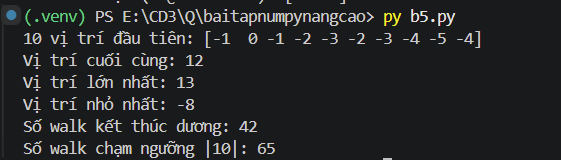 (.venv) PS E:\CD3\Q\baitapnumpynangcao> py b5.py
10 vị trí đầu tiên: [-1  0 -1 -2 -3 -2 -3 -4 -5 -4]
Vị trí cuối cùng: 12
Vị trí lớn nhất: 13
Vị trí nhỏ nhất: -8
Số walk kết thúc dương: 42
Số walk chạm ngưỡng |10|: 65